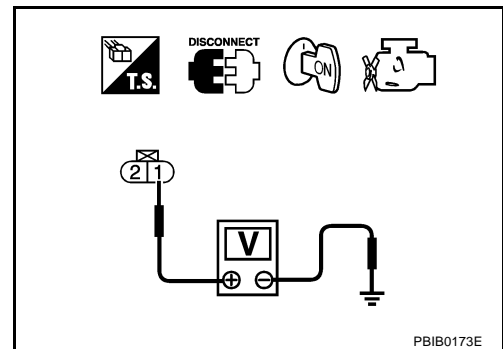 DISCONNECT
T.S.
ON
2 1
V
+ −
PBIB0173E